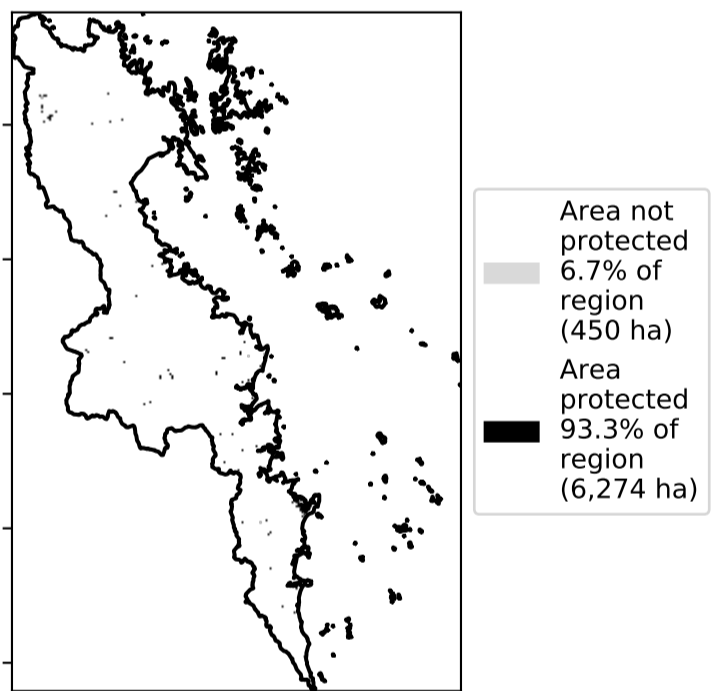 Area not
protected
6.7% of
region
(450 ha)
Area
protected
93.3% of
region
(6,274 ha)